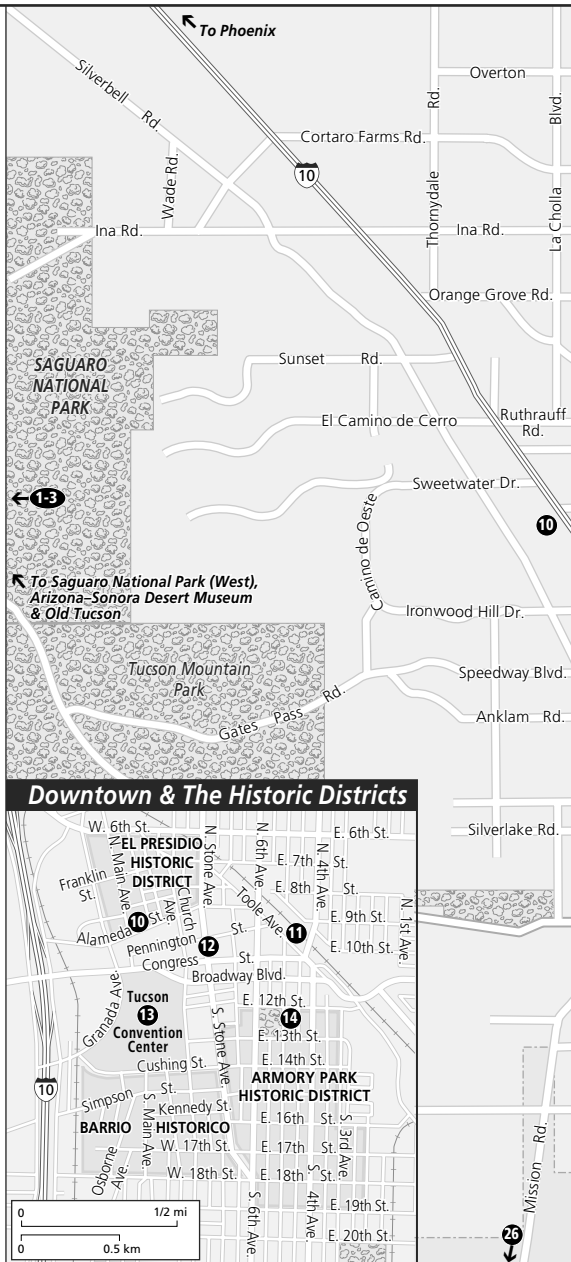 To Phoenix
Overton
Silverbell Rd.
Thornydale Rd.
La Cholla Blvd.
Cortaro Farms Rd.
Wade Rd.
10
Ina Rd.
Ina Rd.
Orange Grove Rd.
SAGUARO
NATIONAL
PARK
Sunset Rd.
El Camino de Cerro
Ruthrauff
Rd.
1-3
Sweetwater Dr.
10
Camino de Oeste
To Saguaro National Park (West),
Arizona–Sonora Desert Museum
& Old Tucson
Ironwood Hill Dr.
Tucson Mountain
Park
Speedway Blvd.
Gates Pass Rd.
Anklam Rd.
Silverlake Rd.
Mission Rd.
26
Downtown & The Historic Districts
W. 6th St.
E. 6th St.
EL PRESIDIO
HISTORIC
DISTRICT
N. Main Ave.
N. Stone Ave.
N. 6th Ave.
N. 4th Ave.
N. 1st Ave.
E. 7th St.
Franklin St.
Church Ave.
E. 8th St.
Toole Ave.
10
E. 9th St.
Alameda St.
11
Pennington St.
12
E. 10th St.
Congress St.
Broadway Blvd.
Granada Ave.
Tucson
13
Convention
Center
S. Stone Ave.
E. 12th St.
14
E. 13th St.
Cushing St.
E. 14th St.
10
Simpson St.
ARMORY PARK
HISTORIC DISTRICT
S. Main Ave.
Kennedy St.
E. 16th St.
S. 3rd Ave.
BARRIO HISTORICO
W. 17th St.
E. 17th St.
Osborne Ave.
W. 18th St.
E. 18th St.
S. 6th Ave.
S. 4th Ave.
E. 19th St.
E. 20th St.
0 1/2 mi
0 0.5 km